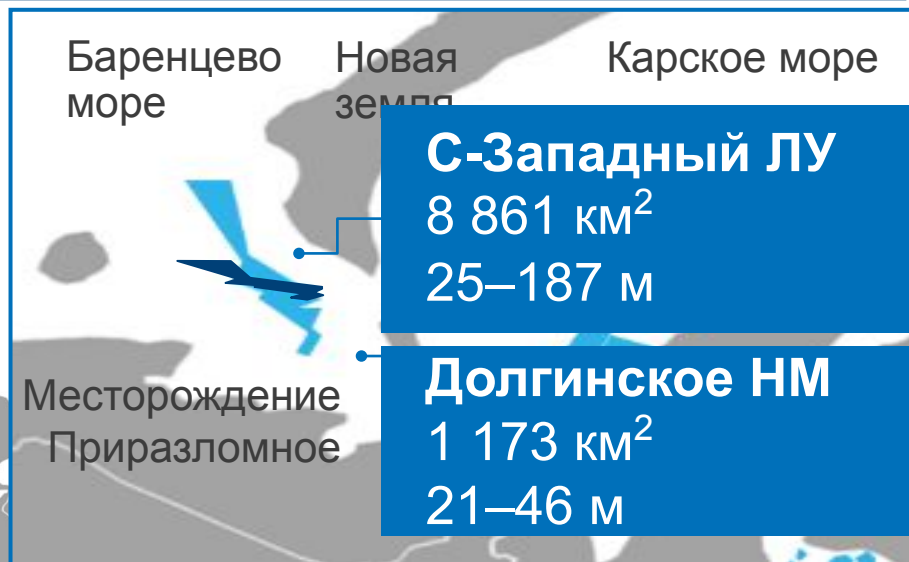 Баренцево
море
Новая
земля
Карское море
С-Западный ЛУ
8 861 км²
25–187 м
Долгинское НМ
1 173 км²
21–46 м
Месторождение
Приразломное